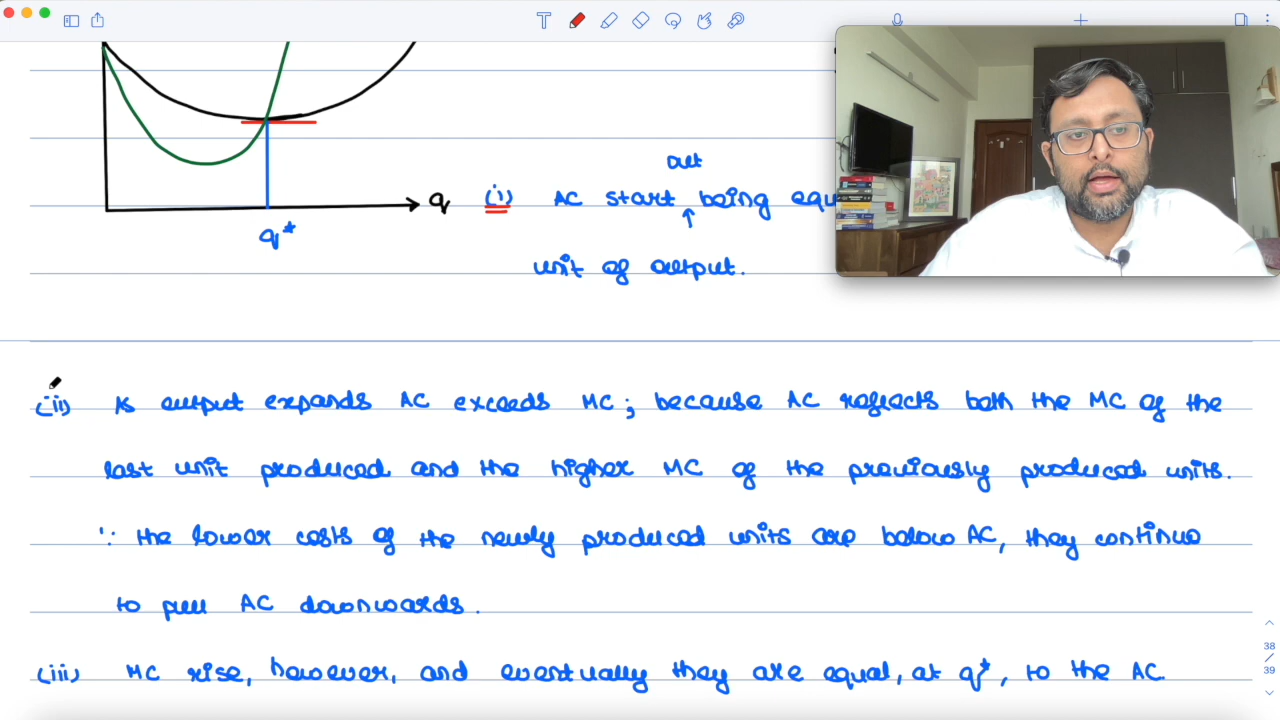 T
q
q*
out
(i) AC start being equ
unit of output.
(ii) As output expands AC exceeds MC; because AC reflects both the MC of the
last unit produced and the higher MC of the previously produced units.
∵ the lower costs of the newly produced units are below AC, they continue
to pull AC downwards.
(iii) MC rise, however, and eventually they are equal, at q*, to the AC.
38
/
39